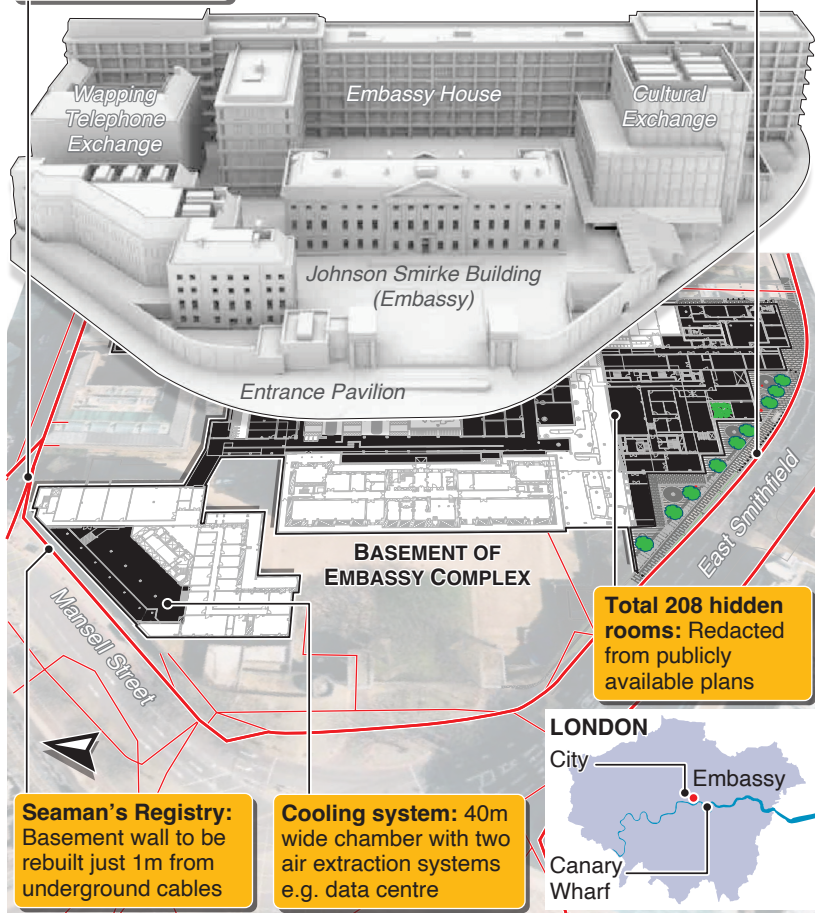 Wapping
Telephone
Exchange
Embassy House
Cultural
Exchange
Johnson Smirke Building
(Embassy)
Entrance Pavilion
East Smithfield
BASEMENT OF
EMBASSY COMPLEX
Mansell Street
Total 208 hidden
rooms: Redacted
from publicly
available plans
LONDON
City
Embassy
Canary
Wharf
Seaman's Registry:
Basement wall to be
rebuilt just 1m from
underground cables
Cooling system: 40m
wide chamber with two
air extraction systems
e.g. data centre